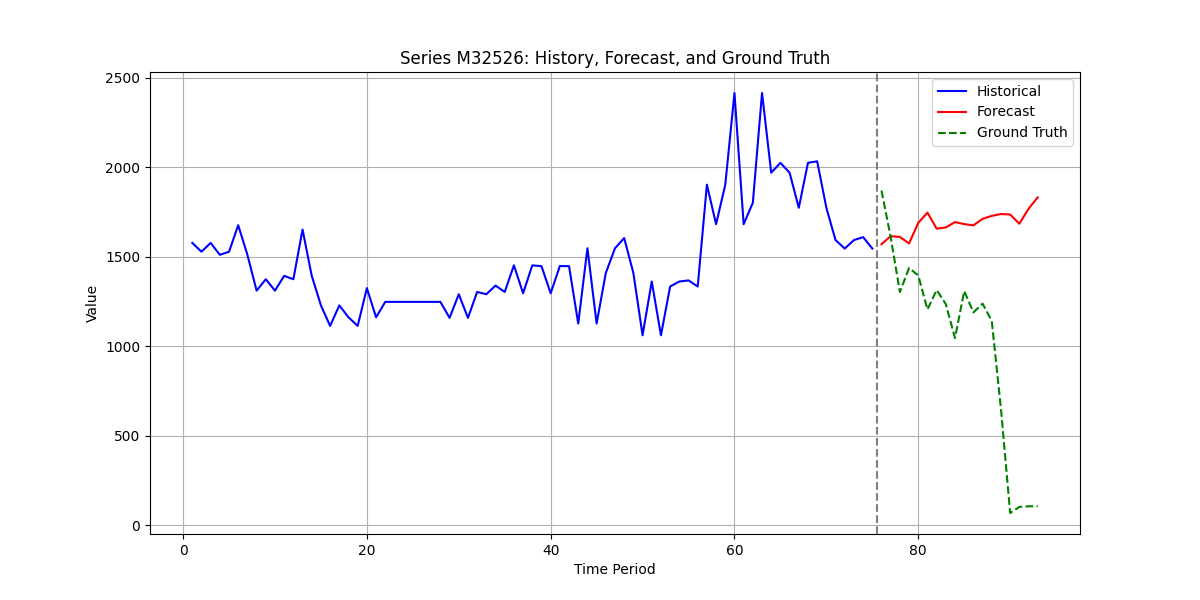 Series M32526: History, Forecast, and Ground Truth
Historical
Forecast
Ground Truth
2500
2000
1500
1000
500
0
Value
0 20 40 60 80
Time Period